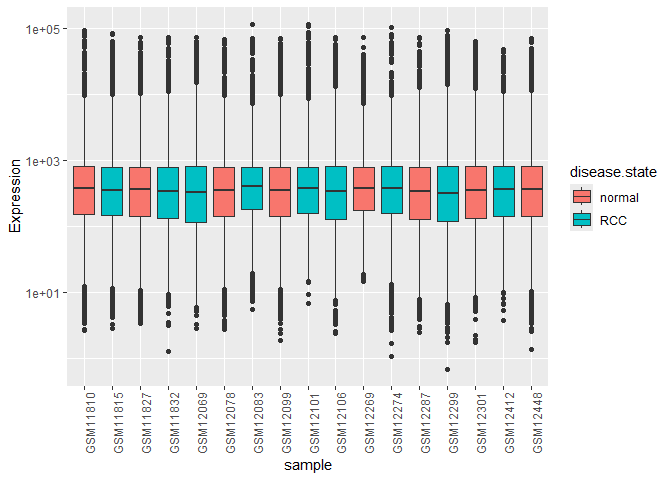 1e+05
1e+03
1e+01
Expression
GSM11810
GSM11815
GSM11827
GSM11832
GSM12069
GSM12078
GSM12083
GSM12099
GSM12101
GSM12106
GSM12269
GSM12274
GSM12287
GSM12299
GSM12301
GSM12412
GSM12448
sample
disease.state
normal
RCC